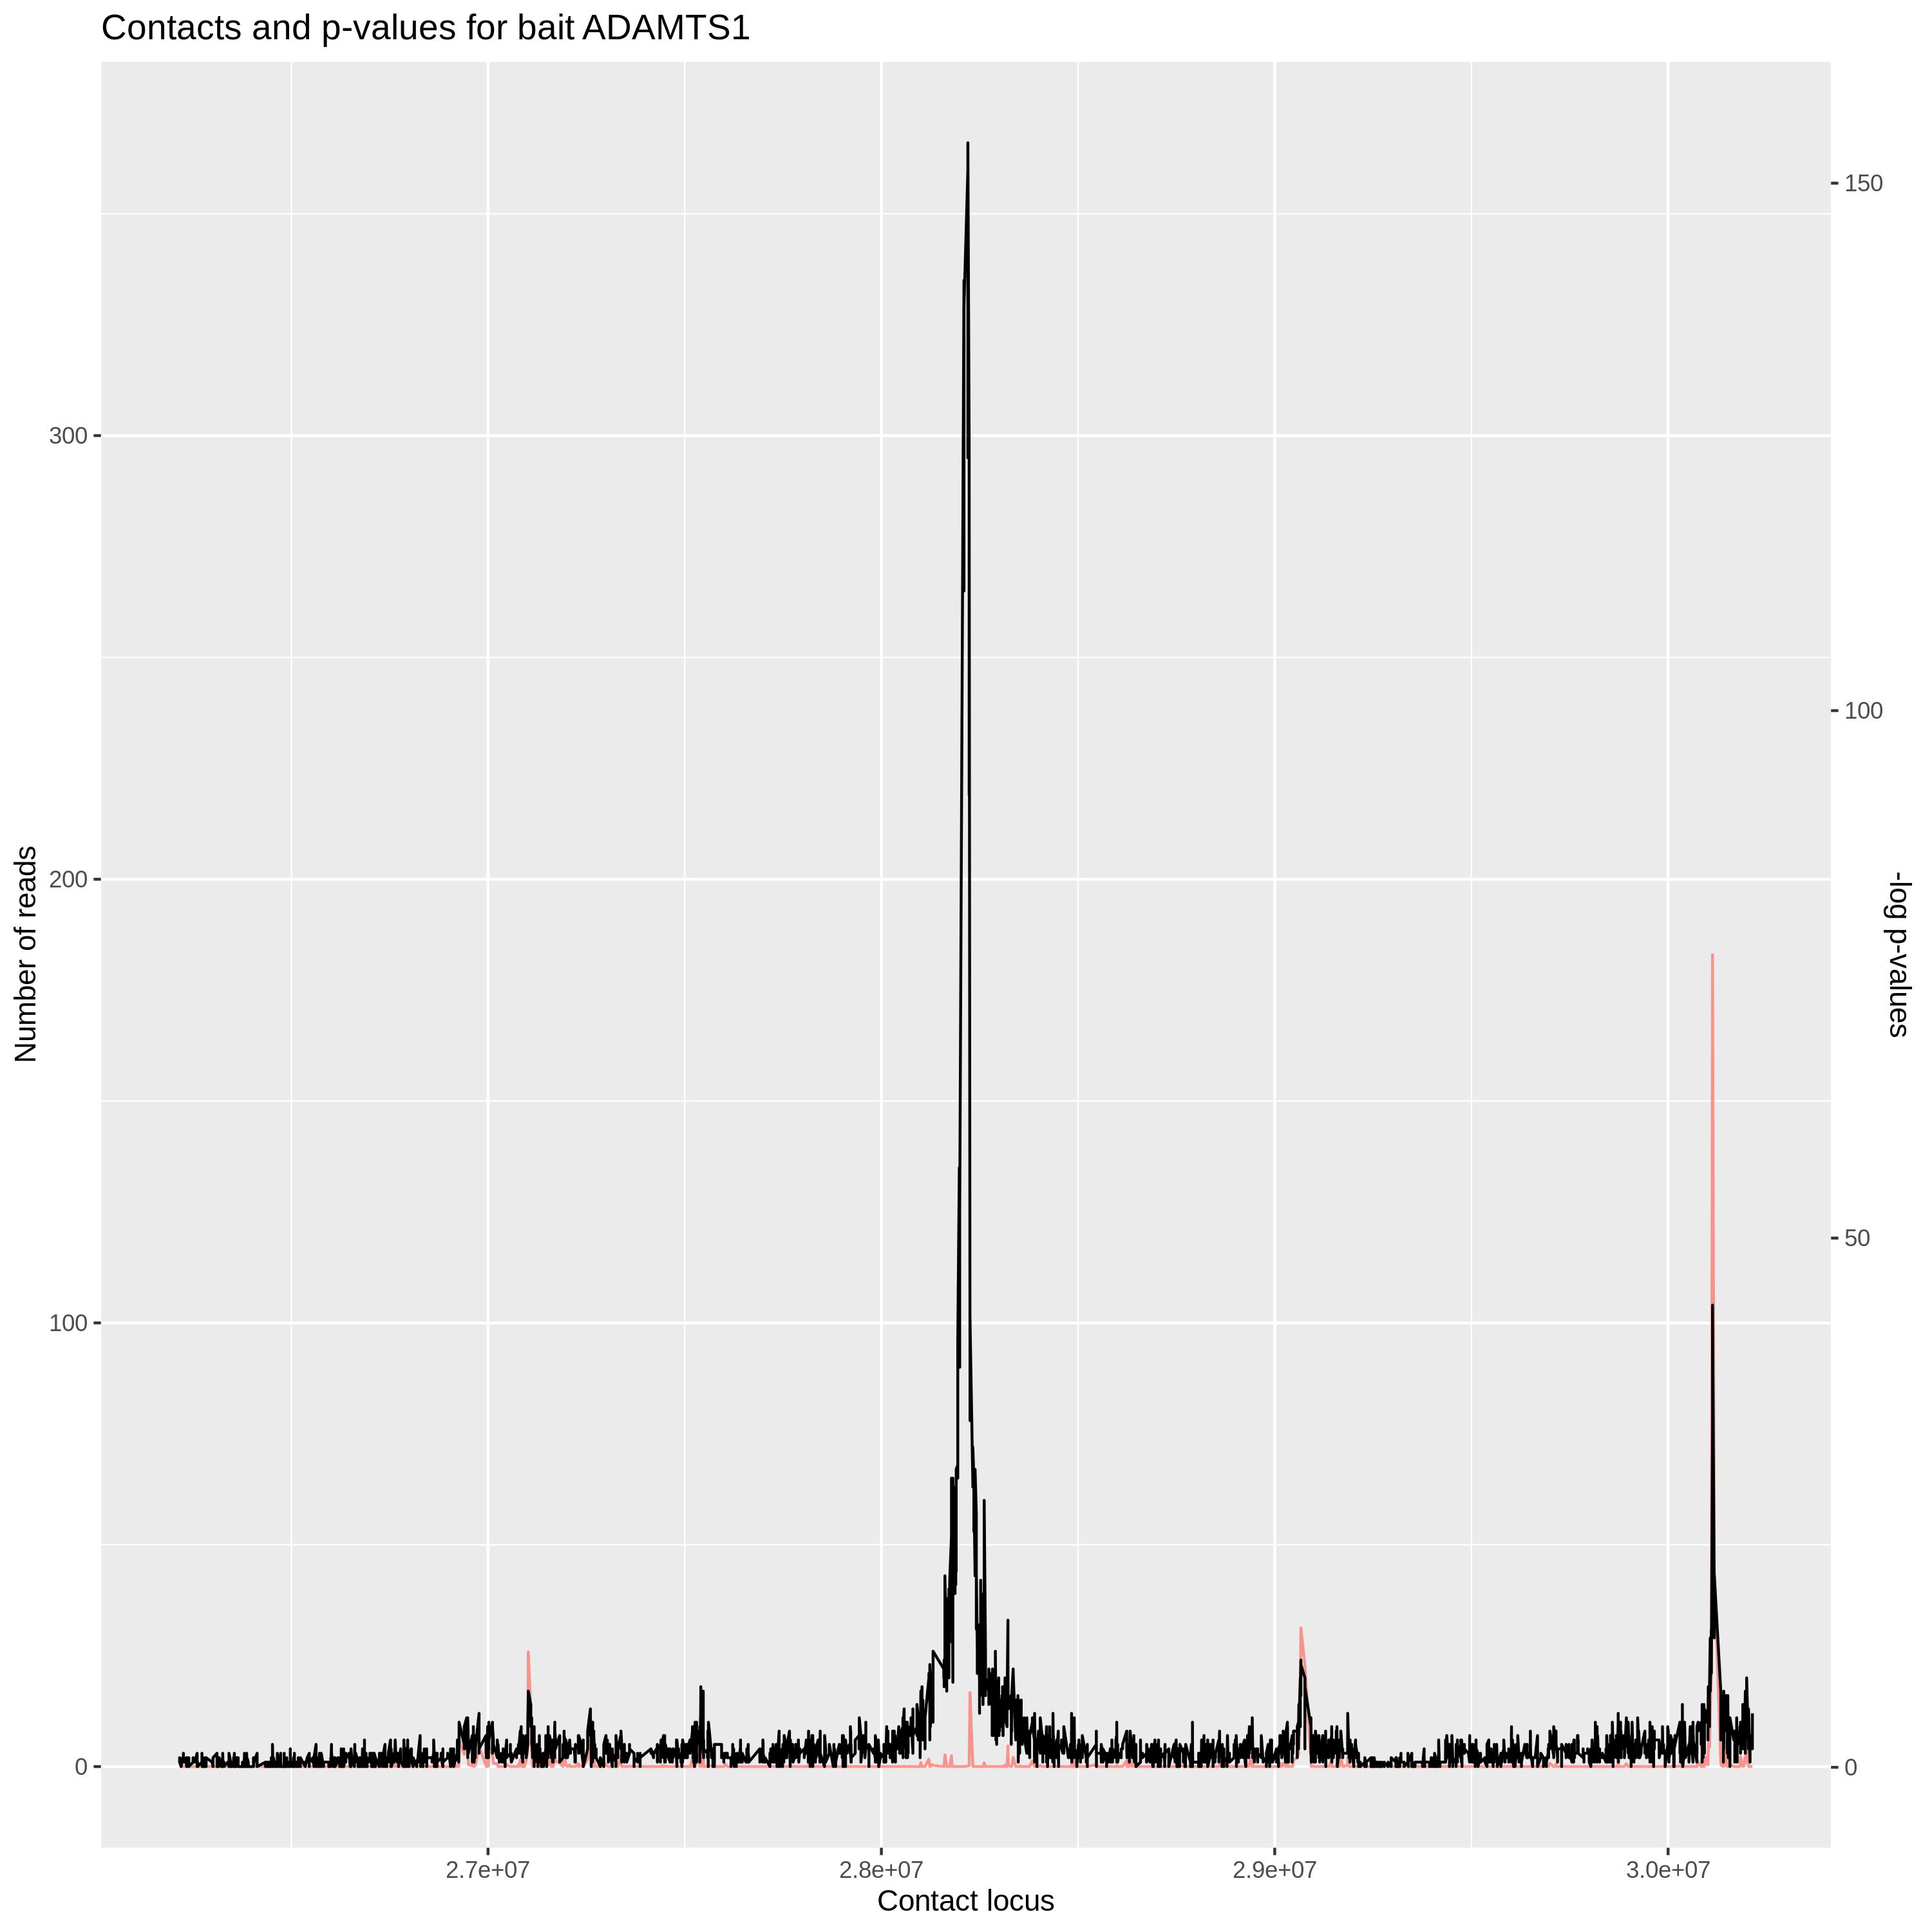 Contacts and p-values for bait ADAMTS1
Number of reads
300
200
100
0
150
100
50
0
-log p-values
2.7e+07
2.8e+07
2.9e+07
3.0e+07
Contact locus